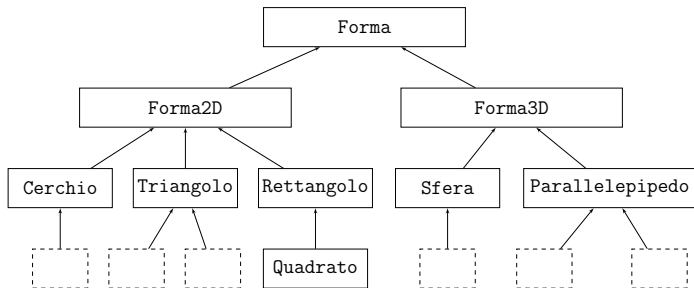 Forma
Forma2D Forma3D
Cerchio Triangolo Rettangolo Sfera Parallelepipedo
Quadrato